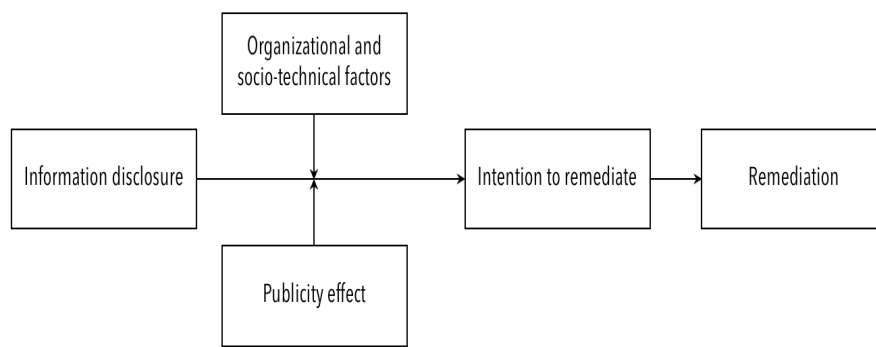 Organizational and
socio-technical factors
Information disclosure
Intention to remediate
Remediation
Publicity effect